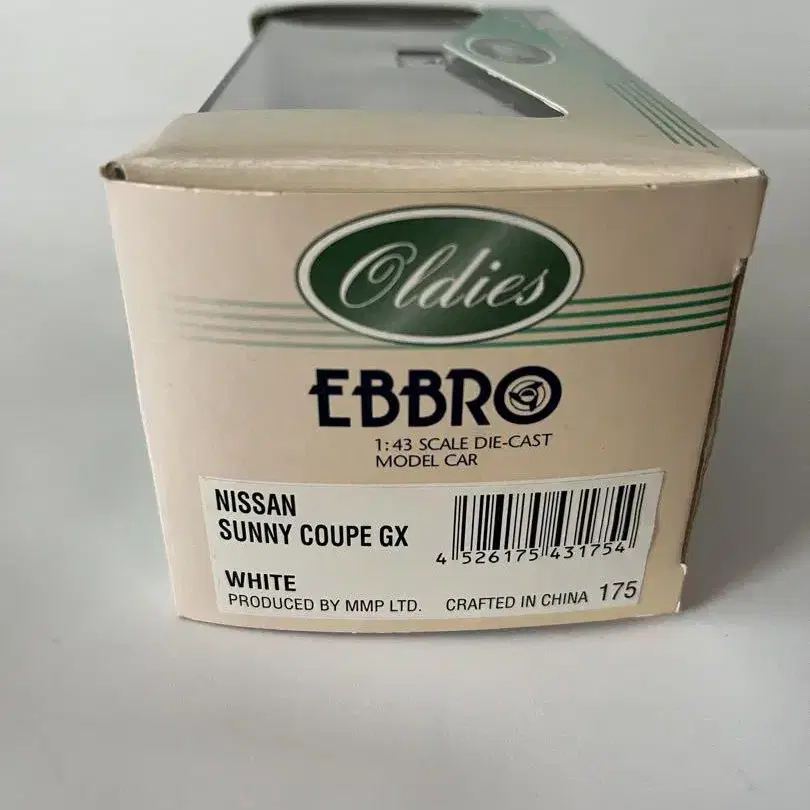 Oldies
EBBRO
1:43 SCALE DIE-CAST
MODEL CAR
NISSAN
SUNNY COUPE GX
4 526175 431754
WHITE
PRODUCED BY MMP LTD. CRAFTED IN CHINA 175